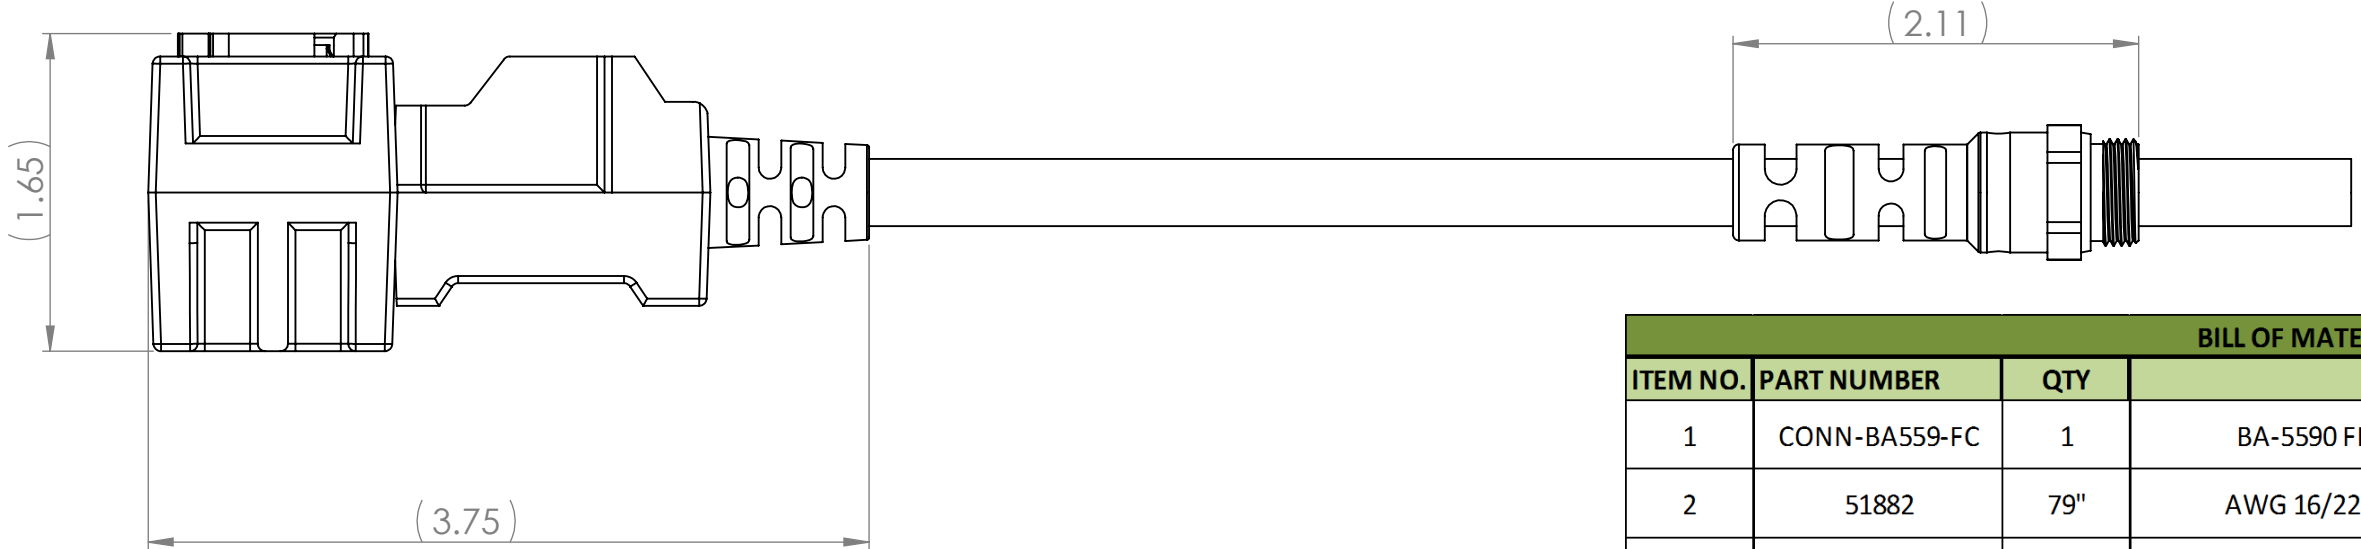 (2.11)
(1.65)
(3.75)
BILL OF MATE
ITEM NO. PART NUMBER QTY
1 CONN-BA559-FC 1 BA-5590 F
2 51882 79" AWG 16/22